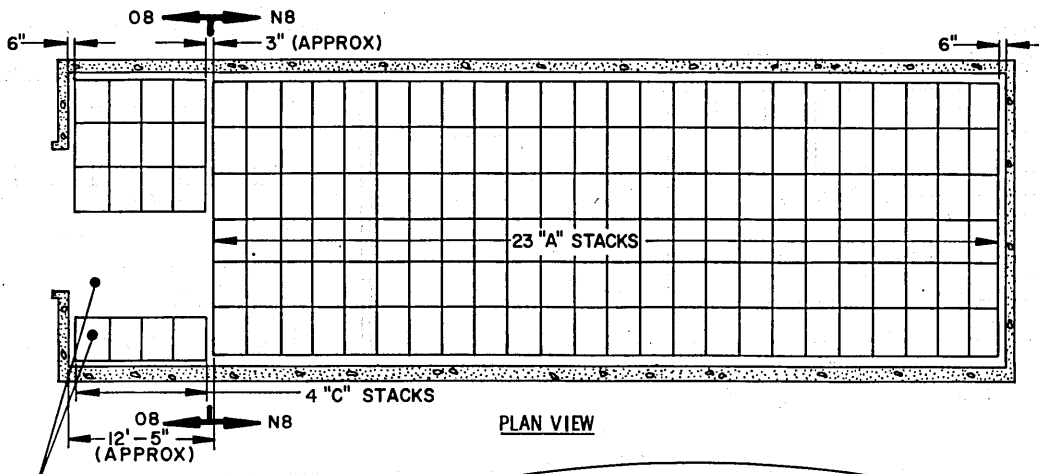 O8 N8
6" 3" (APPROX) 6"
23 "A" STACKS
4 "C" STACKS
O8 N8
PLAN VIEW
12'-5"
(APPROX)